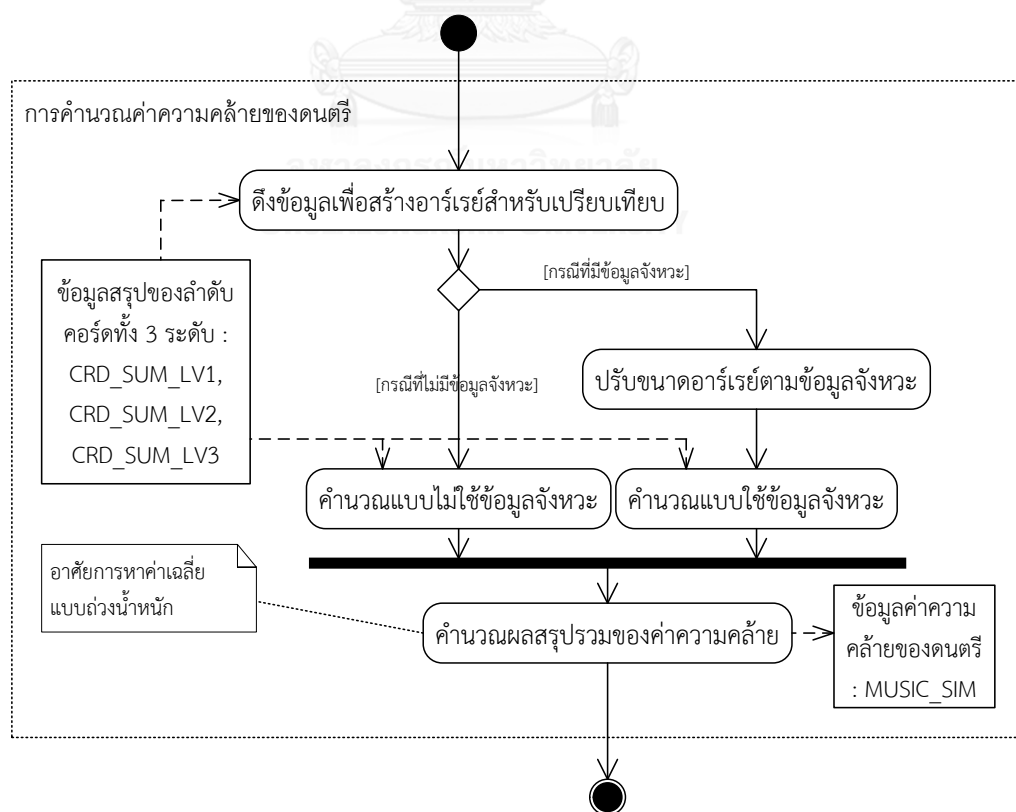 การคำนวณค่าความคล้ายของดนตรี
ดึงข้อมูลเพื่อสร้างอาร์เรย์สำหรับเปรียบเทียบ
[กรณีที่มีข้อมูลจังหวะ]
ข้อมูลสรุปของลำดับ
คอร์ดทั้ง 3 ระดับ :
CRD_SUM_LV1,
CRD_SUM_LV2,
CRD_SUM_LV3
[กรณีที่ไม่มีข้อมูลจังหวะ]
ปรับขนาดอาร์เรย์ตามข้อมูลจังหวะ
คำนวณแบบไม่ใช้ข้อมูลจังหวะ
คำนวณแบบใช้ข้อมูลจังหวะ
อาศัยการหาค่าเฉลี่ย
แบบถ่วงน้ำหนัก
คำนวณผลสรุปรวมของค่าความคล้าย
ข้อมูลค่าความ
คล้ายของดนตรี
: MUSIC_SIM